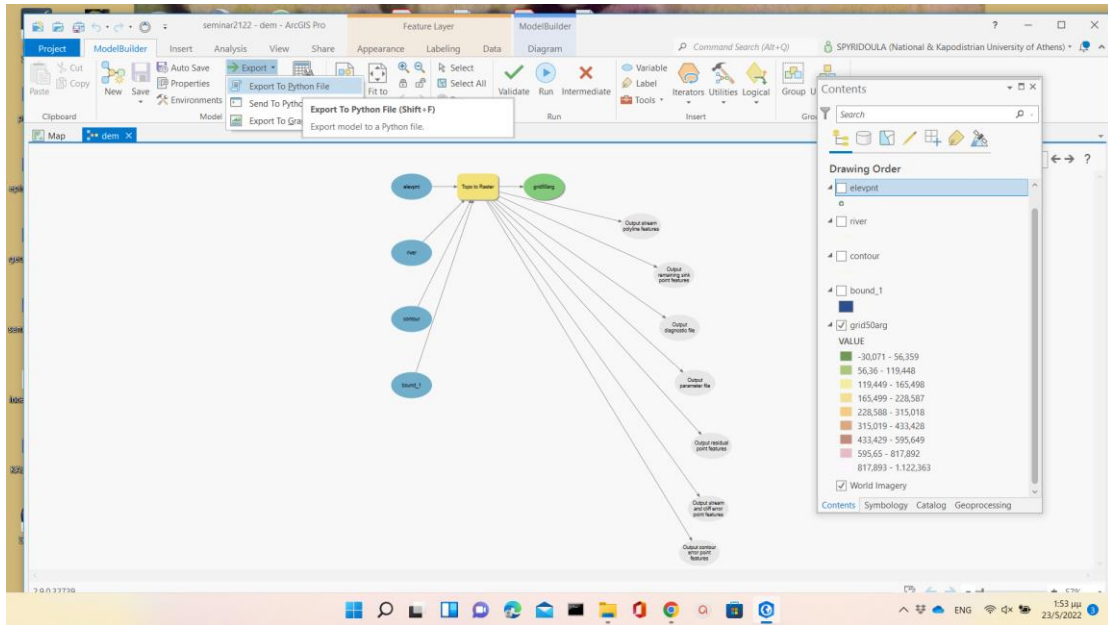 seminar2122 - dem - ArcGIS Pro
Feature Layer
ModelBuilder
?
Project
ModelBuilder
Insert
Analysis
View
Share
Appearance
Labeling
Data
Diagram
Command Search (Alt+Q)
SPYRIDOULA (National & Kapodistrian University of Athens)
Paste
Cut
Copy
Clipboard
New
Save
Auto Save
Properties
Environments
Model
Export
Export To Python File
Send To Pytho
Export To Gra
Export To Python File (Shift+F)
Export model to a Python file.
Fit to
Select
Select All
Validate
Run
Intermediate
Run
Variable
Label
Tools
Iterators
Utilities
Logical
Insert
Group
U
Grou
Map
dem
elevpnt
Topo to Raster
grid50arg
river
contour
bound_1
Output stream
polyline features
Output
remaining sink
point features
Output
diagnostic file
Output
parameter file
Output residual
point features
Output stream
and cliff error
point features
Output contour
error point
features
Contents
Search
Drawing Order
elevpnt
river
contour
bound_1
grid50arg
VALUE
-30,071 - 56,359
56,36 - 119,448
119,449 - 165,498
165,499 - 228,587
228,588 - 315,018
315,019 - 433,428
433,429 - 595,649
595,65 - 817,892
817,893 - 1.122,363
World Imagery
Contents
Symbology
Catalog
Geoprocessing
?
ENG
1:53 μμ
23/5/2022